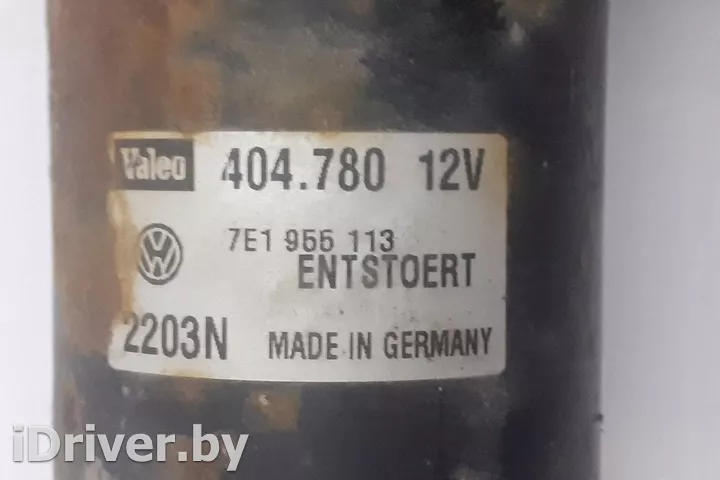 Valeo 404.780 12V
7E1 955 113
ENTSTOERT
2203N MADE IN GERMANY
iDriver.by